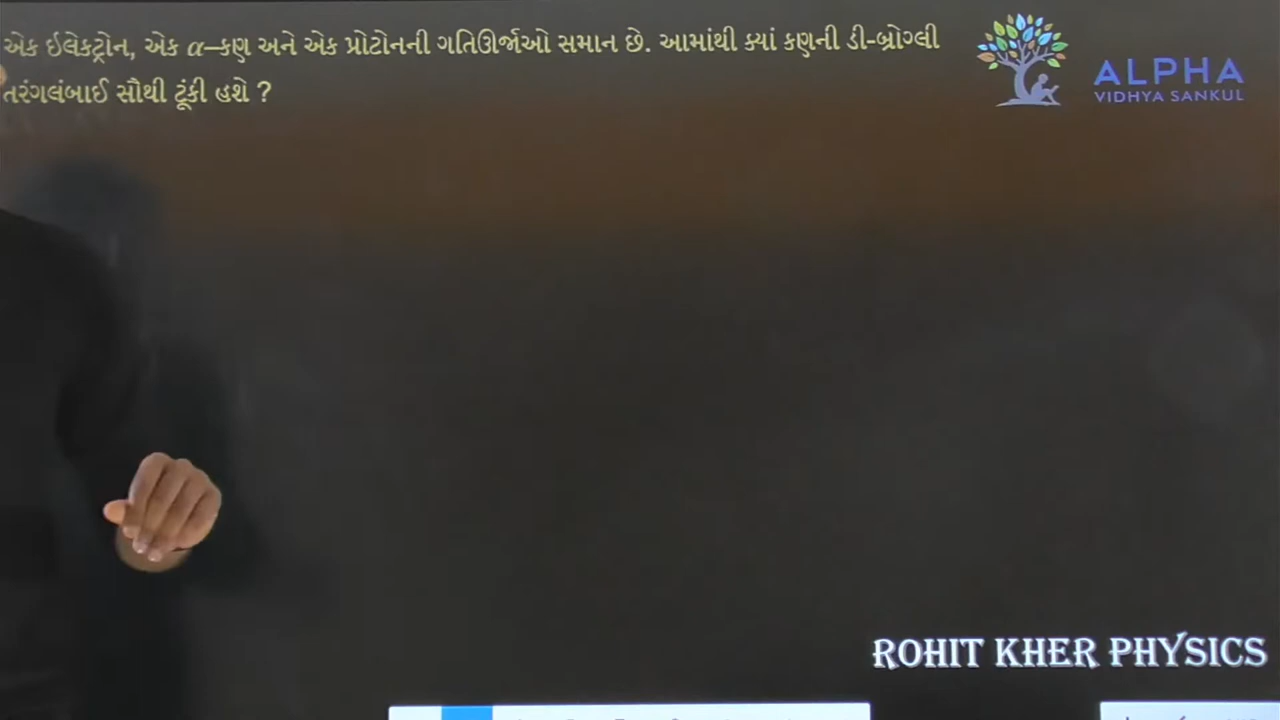 એક ઇલેક્ટ્રોન, એક α–કણ અને એક પ્રોટોનની ગતિઊર્જાઓ સમાન છે. આમાંથી ક્યાં કણની ડી-બ્રોગ્લી
તરંગલંબાઈ સૌથી ટૂંકી હશે ?
ALPHA
VIDHYA SANKUL
ROHIT KHER PHYSICS